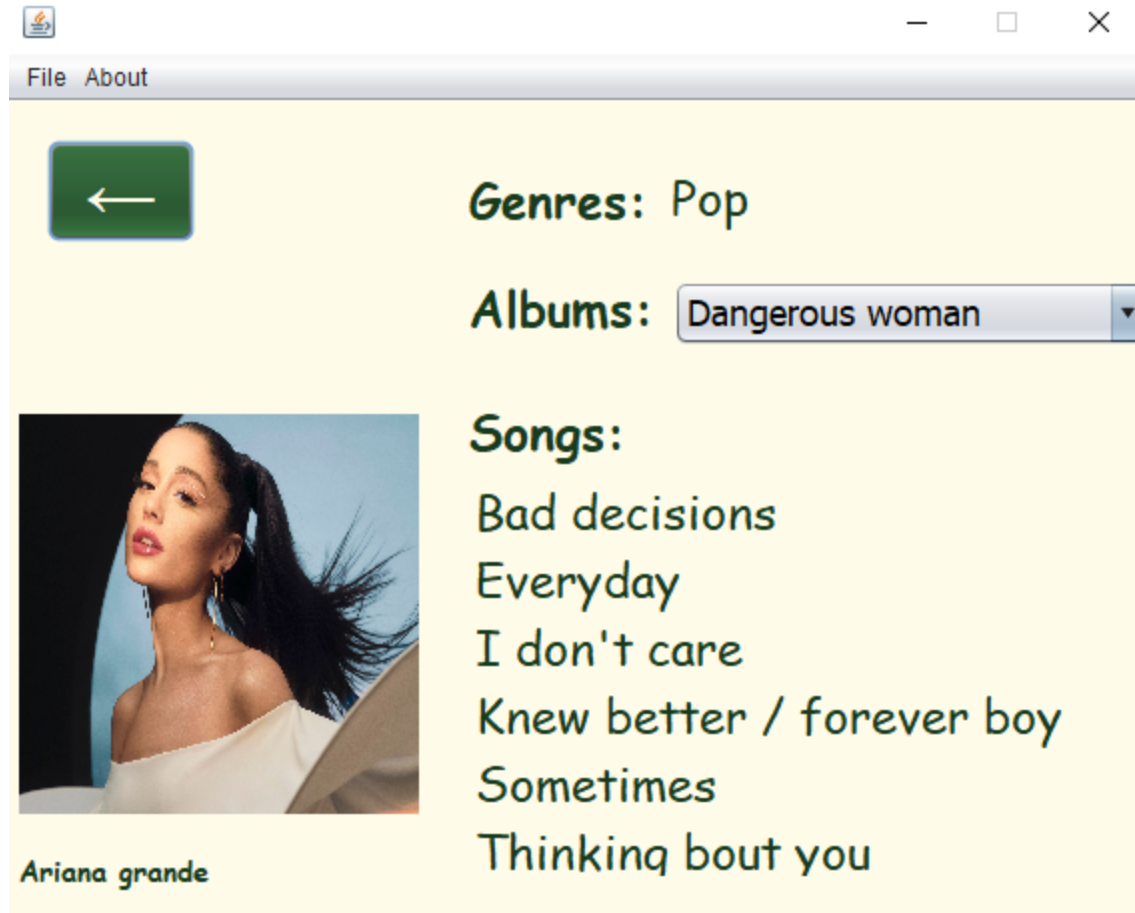 File About
←
Genres: Pop
Albums: Dangerous woman
Songs:
Bad decisions
Everyday
I don't care
Knew better / forever boy
Sometimes
Thinking bout you
Ariana grande